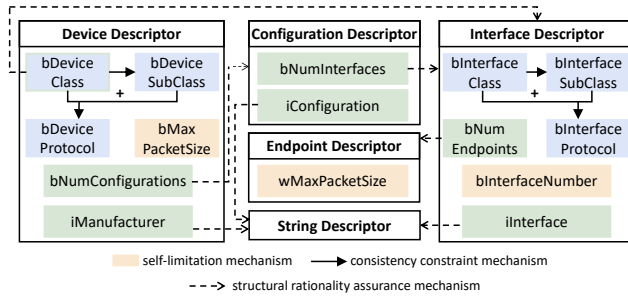 Device Descriptor
bDevice
Class
bDevice
SubClass
+
bDevice
Protocol
bMax
PacketSize
bNumConfigurations
iManufacturer
Configuration Descriptor
bNumInterfaces
iConfiguration
Endpoint Descriptor
wMaxPacketSize
String Descriptor
Interface Descriptor
bInterface
Class
bInterface
SubClass
+
bNum
Endpoints
bInterface
Protocol
bInterfaceNumber
iInterface
self-limitation mechanism
consistency constraint mechanism
structural rationality assurance mechanism